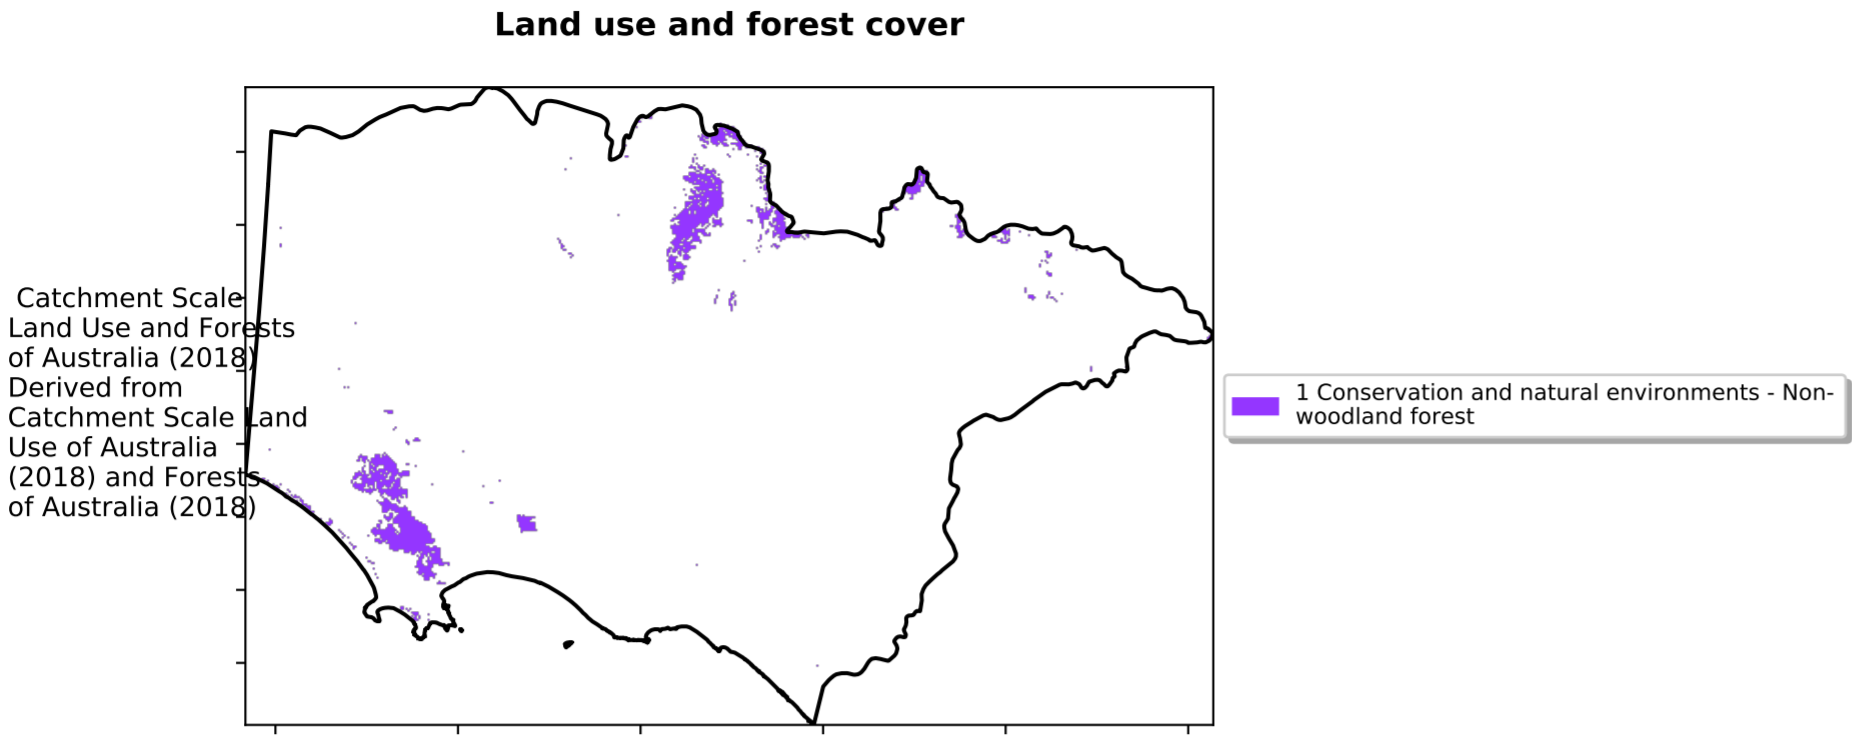 Land use and forest cover
Catchment Scale
Land Use and Forests
of Australia (2018)
Derived from
Catchment Scale Land
Use of Australia
(2018) and Forests
of Australia (2018)
1 Conservation and natural environments - Non-
woodland forest